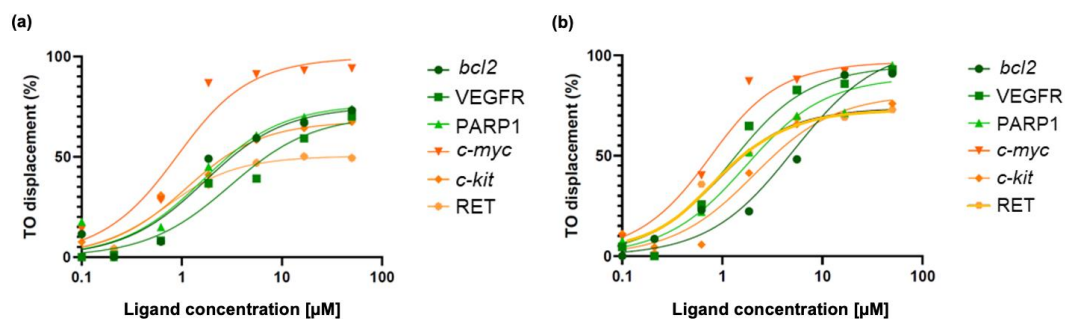 (a)
TO displacement (%)
100
50
0
0.1 1 10 100
Ligand concentration [µM]
bcl2
VEGFR
PARP1
c-myc
c-kit
RET
(b)
TO displacement (%)
100
50
0
0.1 1 10 100
Ligand concentration [µM]
bcl2
VEGFR
PARP1
c-myc
c-kit
RET